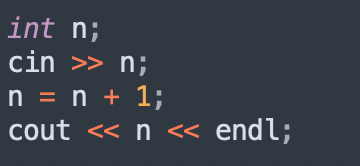 int n;
cin >> n;
n = n + 1;
cout << n << endl;